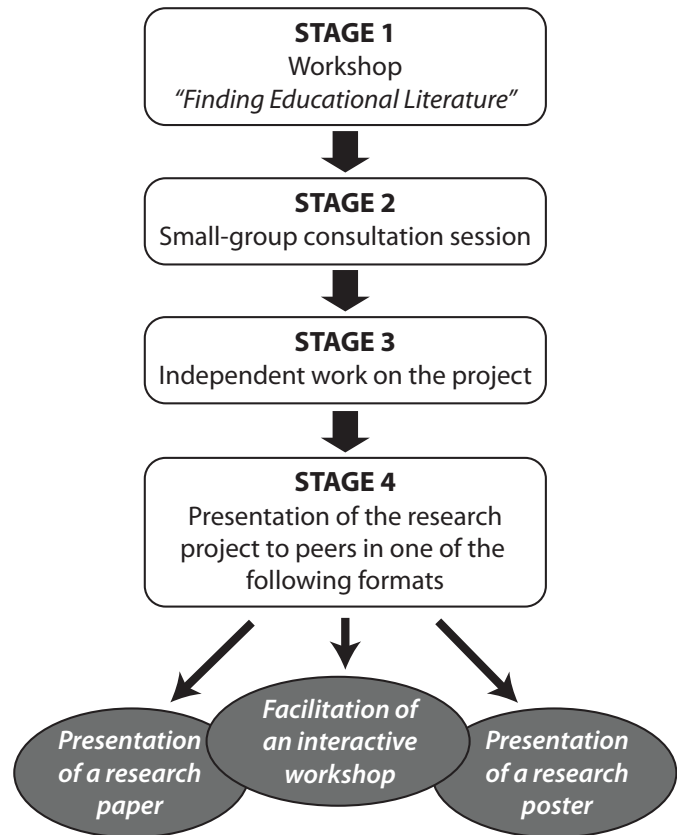 STAGE 1
Workshop
“Finding Educational Literature”
STAGE 2
Small-group consultation session
STAGE 3
Independent work on the project
STAGE 4
Presentation of the research
project to peers in one of the
following formats
Presentation
of a research
paper
Facilitation of
an interactive
workshop
Presentation
of a research
poster